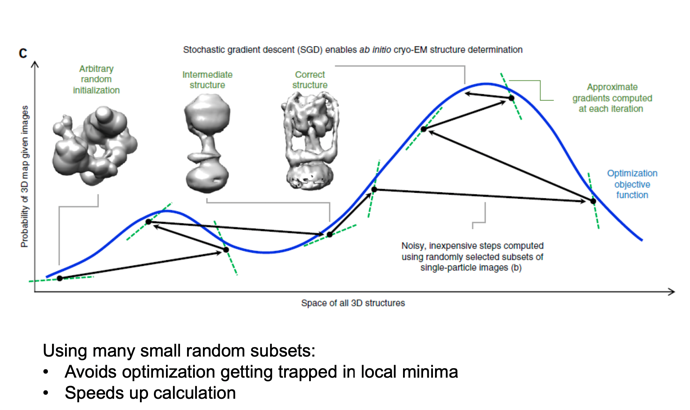 c
Stochastic gradient descent (SGD) enables ab initio cryo-EM structure determination
Arbitrary
random
initialization
Intermediate
structure
Correct
structure
Approximate
gradients computed
at each iteration
Probability of 3D map given images
Optimization
objective
function
Noisy, inexpensive steps computed
using randomly selected subsets of
single-particle images (b)
Space of all 3D structures
Using many small random subsets:
• Avoids optimization getting trapped in local minima
• Speeds up calculation